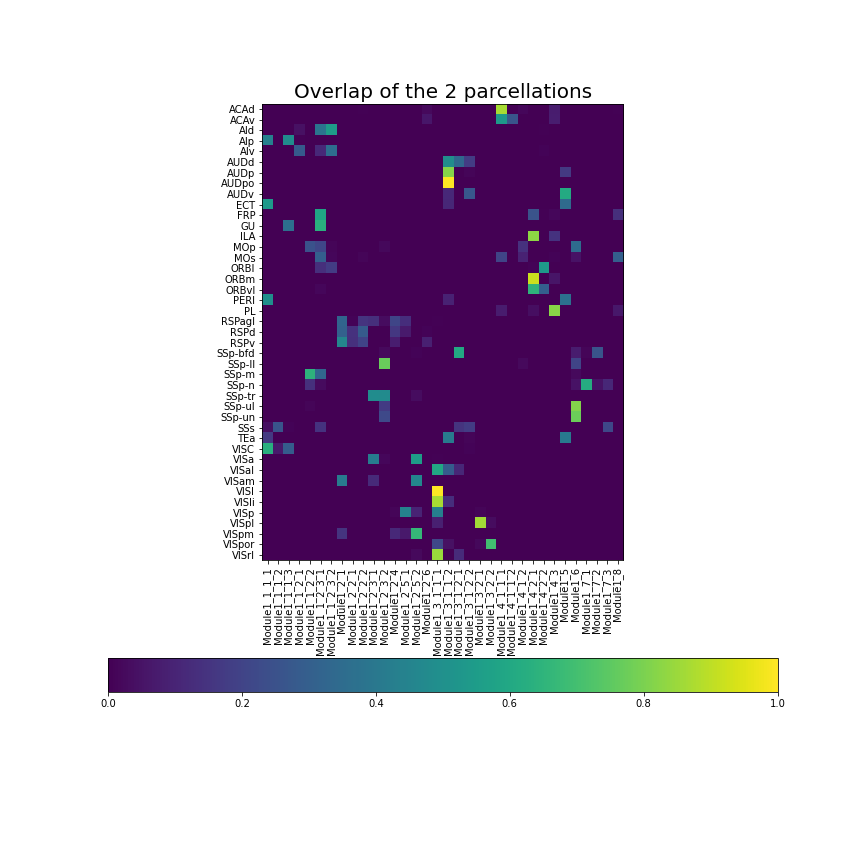 Overlap of the 2 parcellations
ACAd
ACAv
AId
AIp
AIv
AUDd
AUDp
AUDpo
AUDv
ECT
FRP
GU
ILA
MOp
MOs
ORBl
ORBm
ORBvl
PERI
PL
RSPagl
RSPd
RSPv
SSp-bfd
SSp-ll
SSp-m
SSp-n
SSp-tr
SSp-ul
SSp-un
SSs
TEa
VISC
VISa
VISal
VISam
VISl
VISli
VISp
VISpl
VISpm
VISpor
VISrl
Module1_1_1_1
Module1_1_1_2
Module1_1_1_3
Module1_1_2_1
Module1_1_2_2
Module1_1_2_3_1
Module1_1_2_3_2
Module1_2_1
Module1_2_2_1
Module1_2_2_2
Module1_2_3_1
Module1_2_3_2
Module1_2_4
Module1_2_5_1
Module1_2_5_2
Module1_2_6
Module1_3_1_1_1
Module1_3_1_1_2
Module1_3_1_2_1
Module1_3_1_2_2
Module1_3_2_1
Module1_3_2_2
Module1_4_1_1_1
Module1_4_1_1_2
Module1_4_1_2
Module1_4_2_1
Module1_4_2_2
Module1_4_3
Module1_5
Module1_6
Module1_7_1
Module1_7_2
Module1_7_3
Module1_8
0.0 0.2 0.4 0.6 0.8 1.0